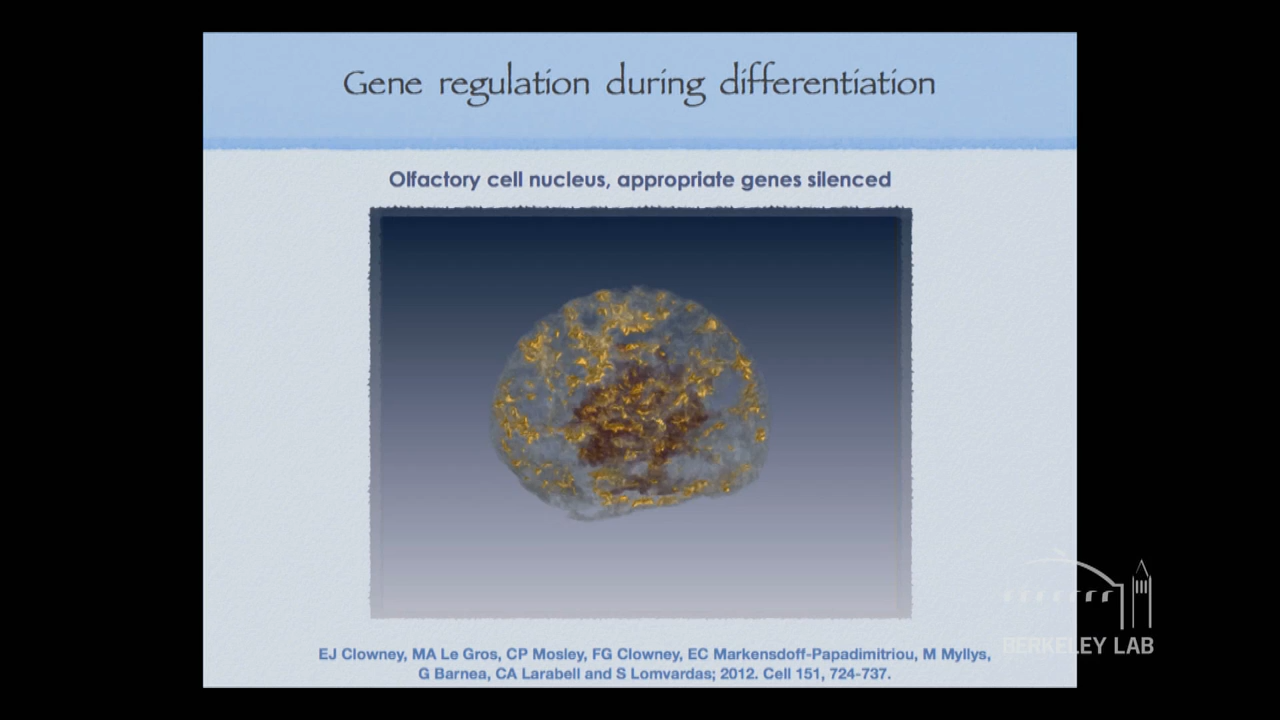 Gene regulation during differentiation
Olfactory cell nucleus, appropriate genes silenced
EJ Clowney, MA Le Gros, CP Mosley, FG Clowney, EC Markensdoff-Papadimitriou, M Myllys,
G Barnea, CA Larabell and S Lomvardas; 2012. Cell 151, 724-737.
BERKELEY LAB